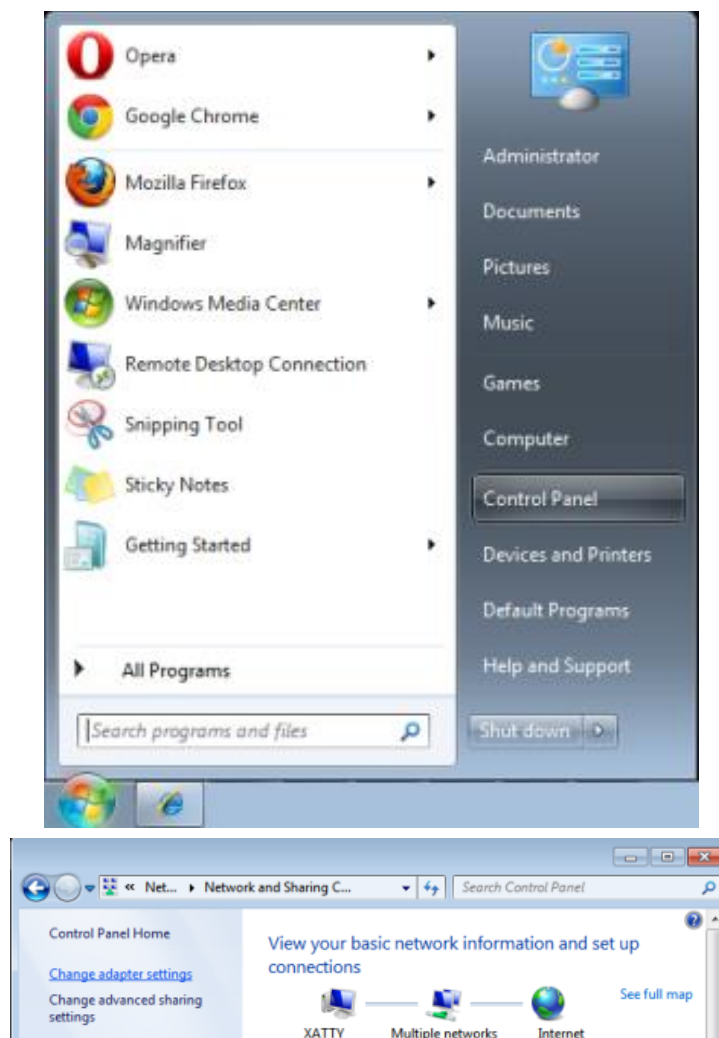 Opera
Google Chrome
Mozilla Firefox
Magnifier
Windows Media Center
Remote Desktop Connection
Snipping Tool
Sticky Notes
Getting Started
All Programs
Search programs and files
Administrator
Documents
Pictures
Music
Games
Computer
Control Panel
Devices and Printers
Default Programs
Help and Support
Shut down
« Net... Network and Sharing C...
Search Control Panel
Control Panel Home
Change adapter settings
Change advanced sharing
settings
View your basic network information and set up
connections
See full map
XATTY Multiple networks Internet